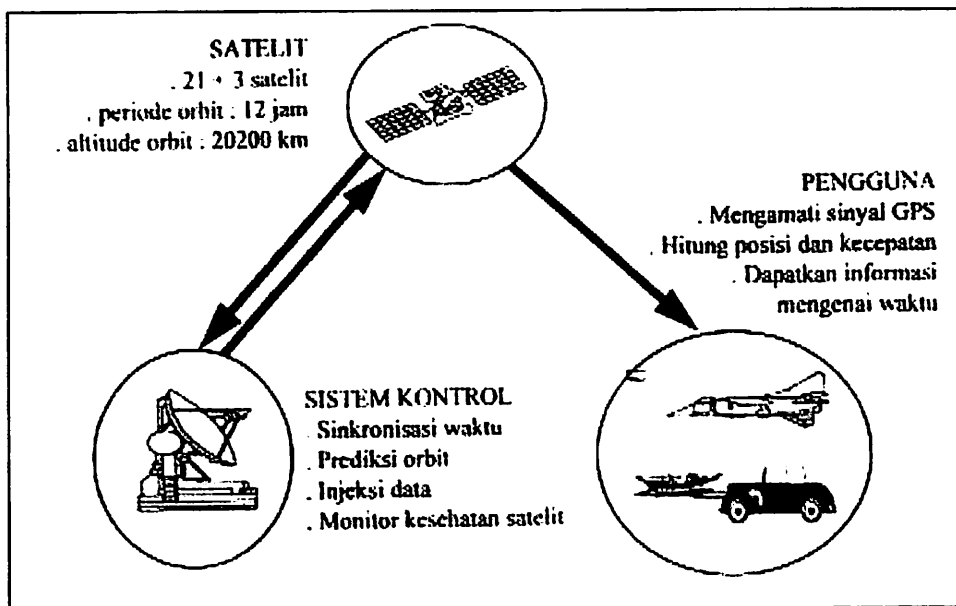 SATELIT
. 21 + 3 satelit
. periode orbit : 12 jam
. altitude orbit : 20200 km
PENGGUNA
. Mengamati sinyal GPS
. Hitung posisi dan kecepatan
. Dapatkan informasi
mengenai waktu
SISTEM KONTROL
. Sinkronisasi waktu
. Prediksi orbit
. Injeksi data
. Monitor kesehatan satelit